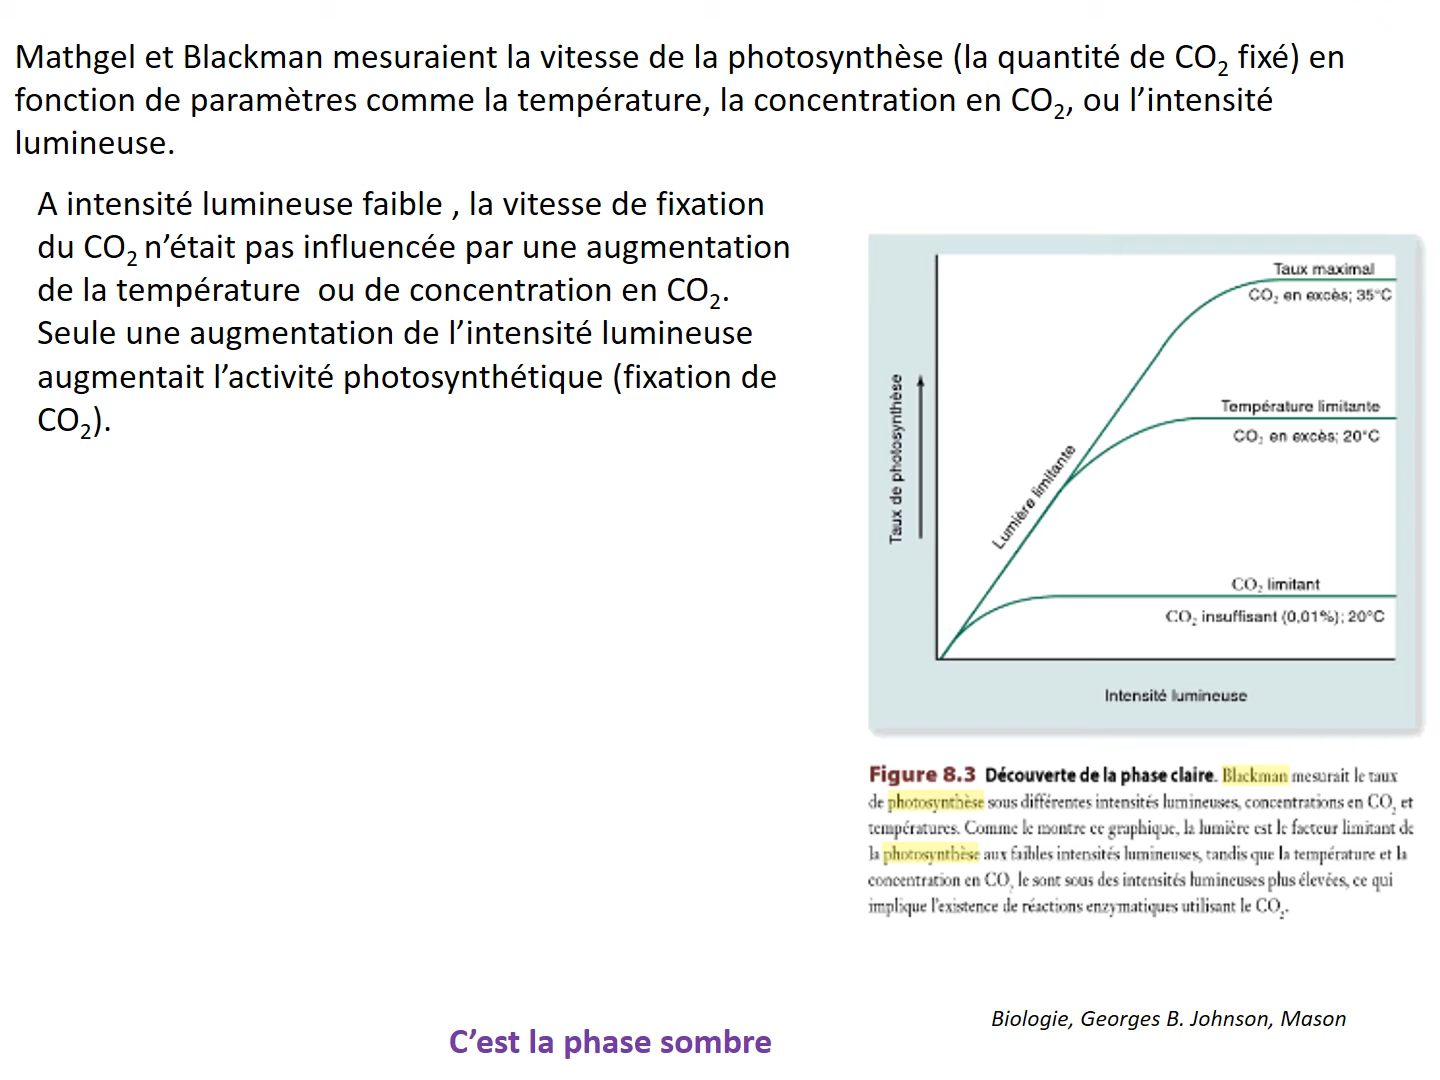 Mathgel et Blackman mesuraient la vitesse de la photosynthèse (la quantité de CO₂ fixé) en
fonction de paramètres comme la température, la concentration en CO₂, ou l’intensité
lumineuse.
A intensité lumineuse faible , la vitesse de fixation
du CO₂ n’était pas influencée par une augmentation
de la température ou de concentration en CO₂.
Seule une augmentation de l’intensité lumineuse
augmentait l’activité photosynthétique (fixation de
CO₂).
Taux maximal
CO₂ en excès; 35°C
Température limitante
CO₂ en excès; 20°C
Lumière limitante
Taux de photosynthèse
CO₂ limitant
CO₂ insuffisant (0,01%); 20°C
Intensité lumineuse
Figure 8.3 Découverte de la phase claire. Blackman mesurait le taux
de photosynthèse sous différentes intensités lumineuses, concentrations en CO₂ et
températures. Comme le montre ce graphique, la lumière est le facteur limitant de
la photosynthèse aux faibles intensités lumineuses, tandis que la température et la
concentration en CO₂ le sont sous des intensités lumineuses plus élevées, ce qui
implique l’existence de réactions enzymatiques utilisant le CO₂.
Biologie, Georges B. Johnson, Mason
C’est la phase sombre